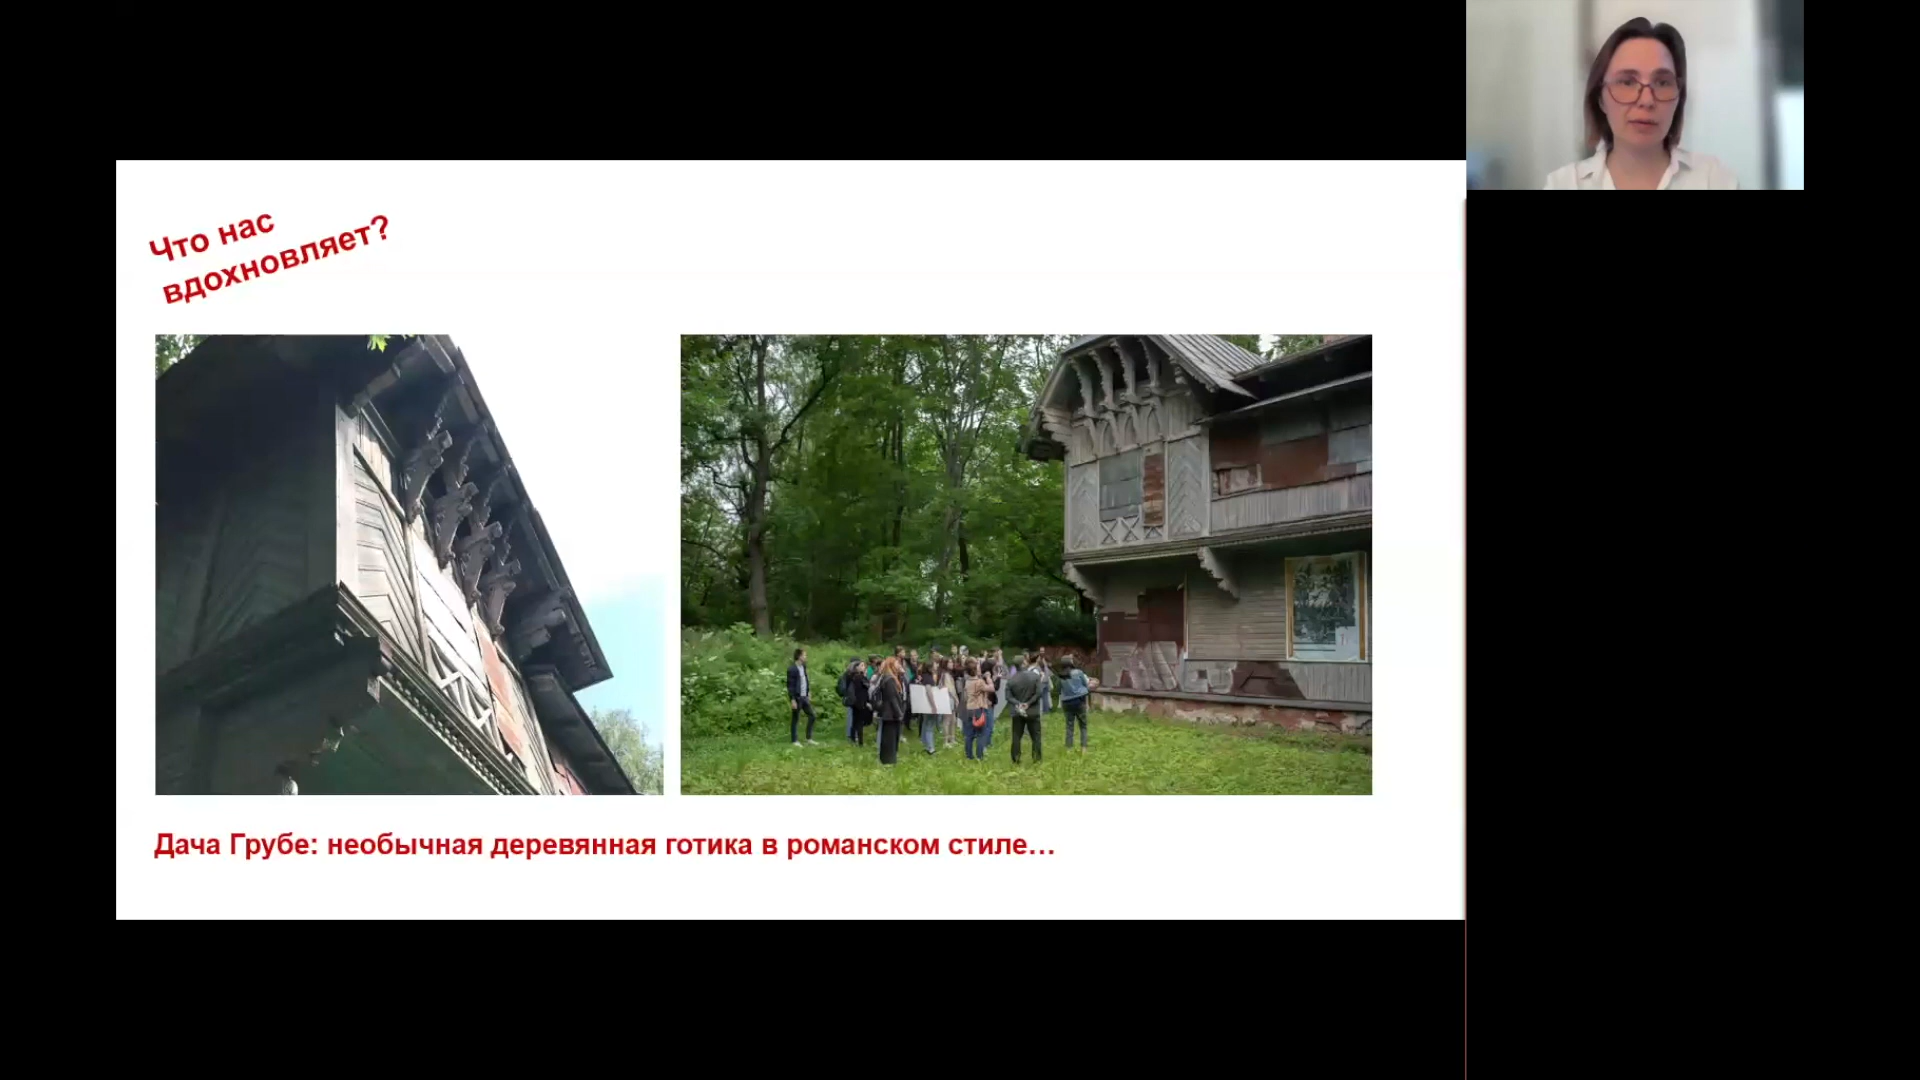 Что нас
вдохновляет?
Дача Грубе: необычная деревянная готика в романском стиле…